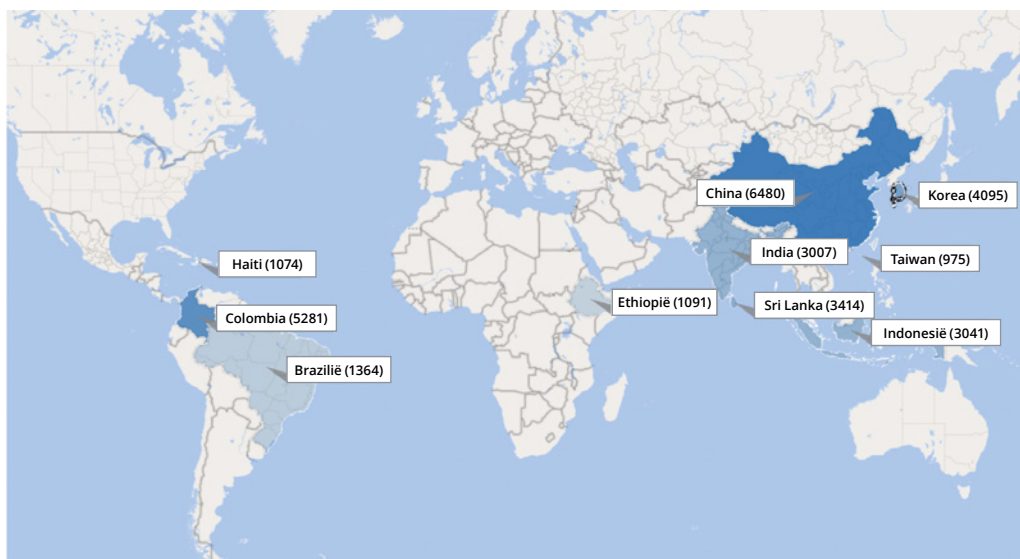 China (6480)
Korea (4095)
India (3007)
Taiwan (975)
Haiti (1074)
Ethiopië (1091)
Sri Lanka (3414)
Colombia (5281)
Indonesië (3041)
Brazilië (1364)